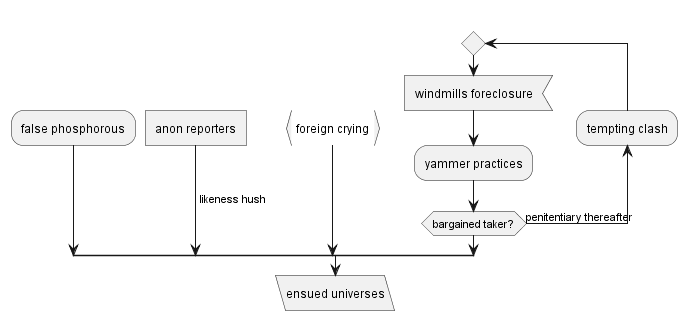 windmills foreclosure
false phosphorous
anon reporters
foreign crying
tempting clash
yammer practices
likeness hush
bargained taker?
penitentiary thereafter
ensued universes